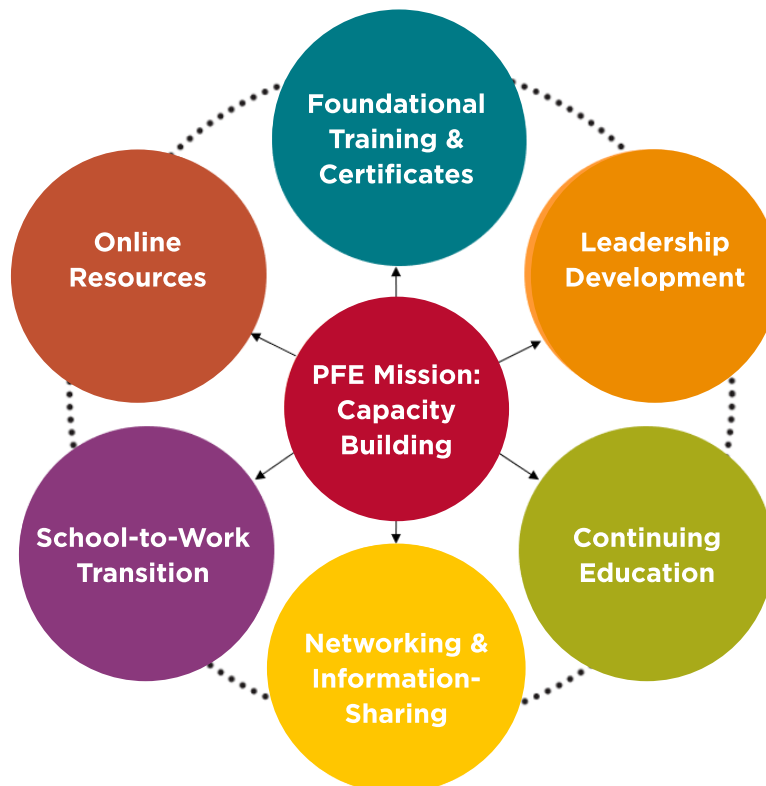 Foundational
Training &
Certificates
Online
Resources
Leadership
Development
PFE Mission:
Capacity
Building
School-to-Work
Transition
Continuing
Education
Networking &
Information-
Sharing